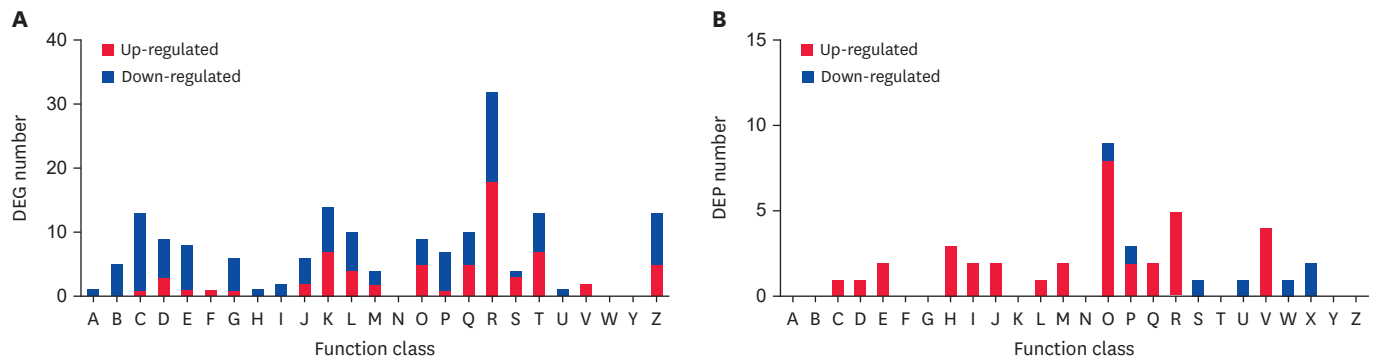 A
40
30
20
10
0
DEG number
Up-regulated
Down-regulated
A B C D E F G H I J K L M N O P Q R S T U V W Y Z
Function class
B
15
10
5
0
DEP number
Up-regulated
Down-regulated
A B C D E F G H I J K L M N O P Q R S T U V W X Y Z
Function class